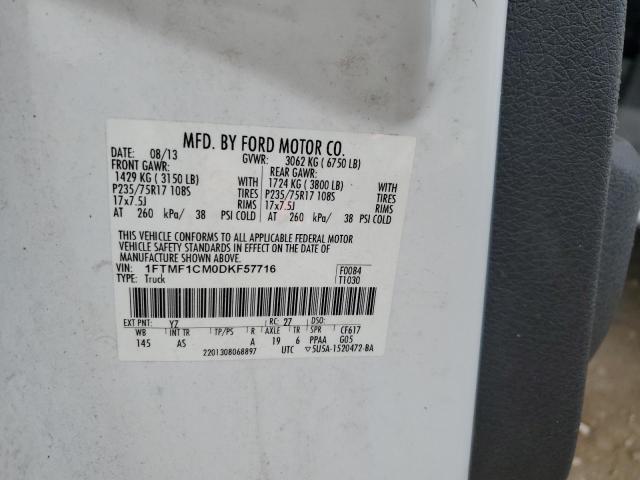 MFD. BY FORD MOTOR CO.
DATE: 08/13 GVWR: 3062 KG ( 6750 LB)
FRONT GAWR: REAR GAWR:
1429 KG ( 3150 LB) WITH 1724 KG ( 3800 LB) WITH
P235/75R17 108S TIRES P235/75R17 108S TIRES
17x7.5J RIMS 17x7.5J RIMS
AT 260 kPa/ 38 PSI COLD AT 260 kPa/ 38 PSI COLD
THIS VEHICLE CONFORMS TO ALL APPLICABLE FEDERAL MOTOR
VEHICLE SAFETY STANDARDS IN EFFECT ON THE DATE OF
MANUFACTURE SHOWN ABOVE.
VIN: 1FTMF1CM0DKF57716 F0084
TYPE: Truck T1030
EXT PNT: YZ RC: 27 DSO:
WB INT TR TP/PS R AXLE TR SPR CF617
145 AS A 19 6 PPAA G05
2201308068897 UTC ▽5U5A-1520472-BA